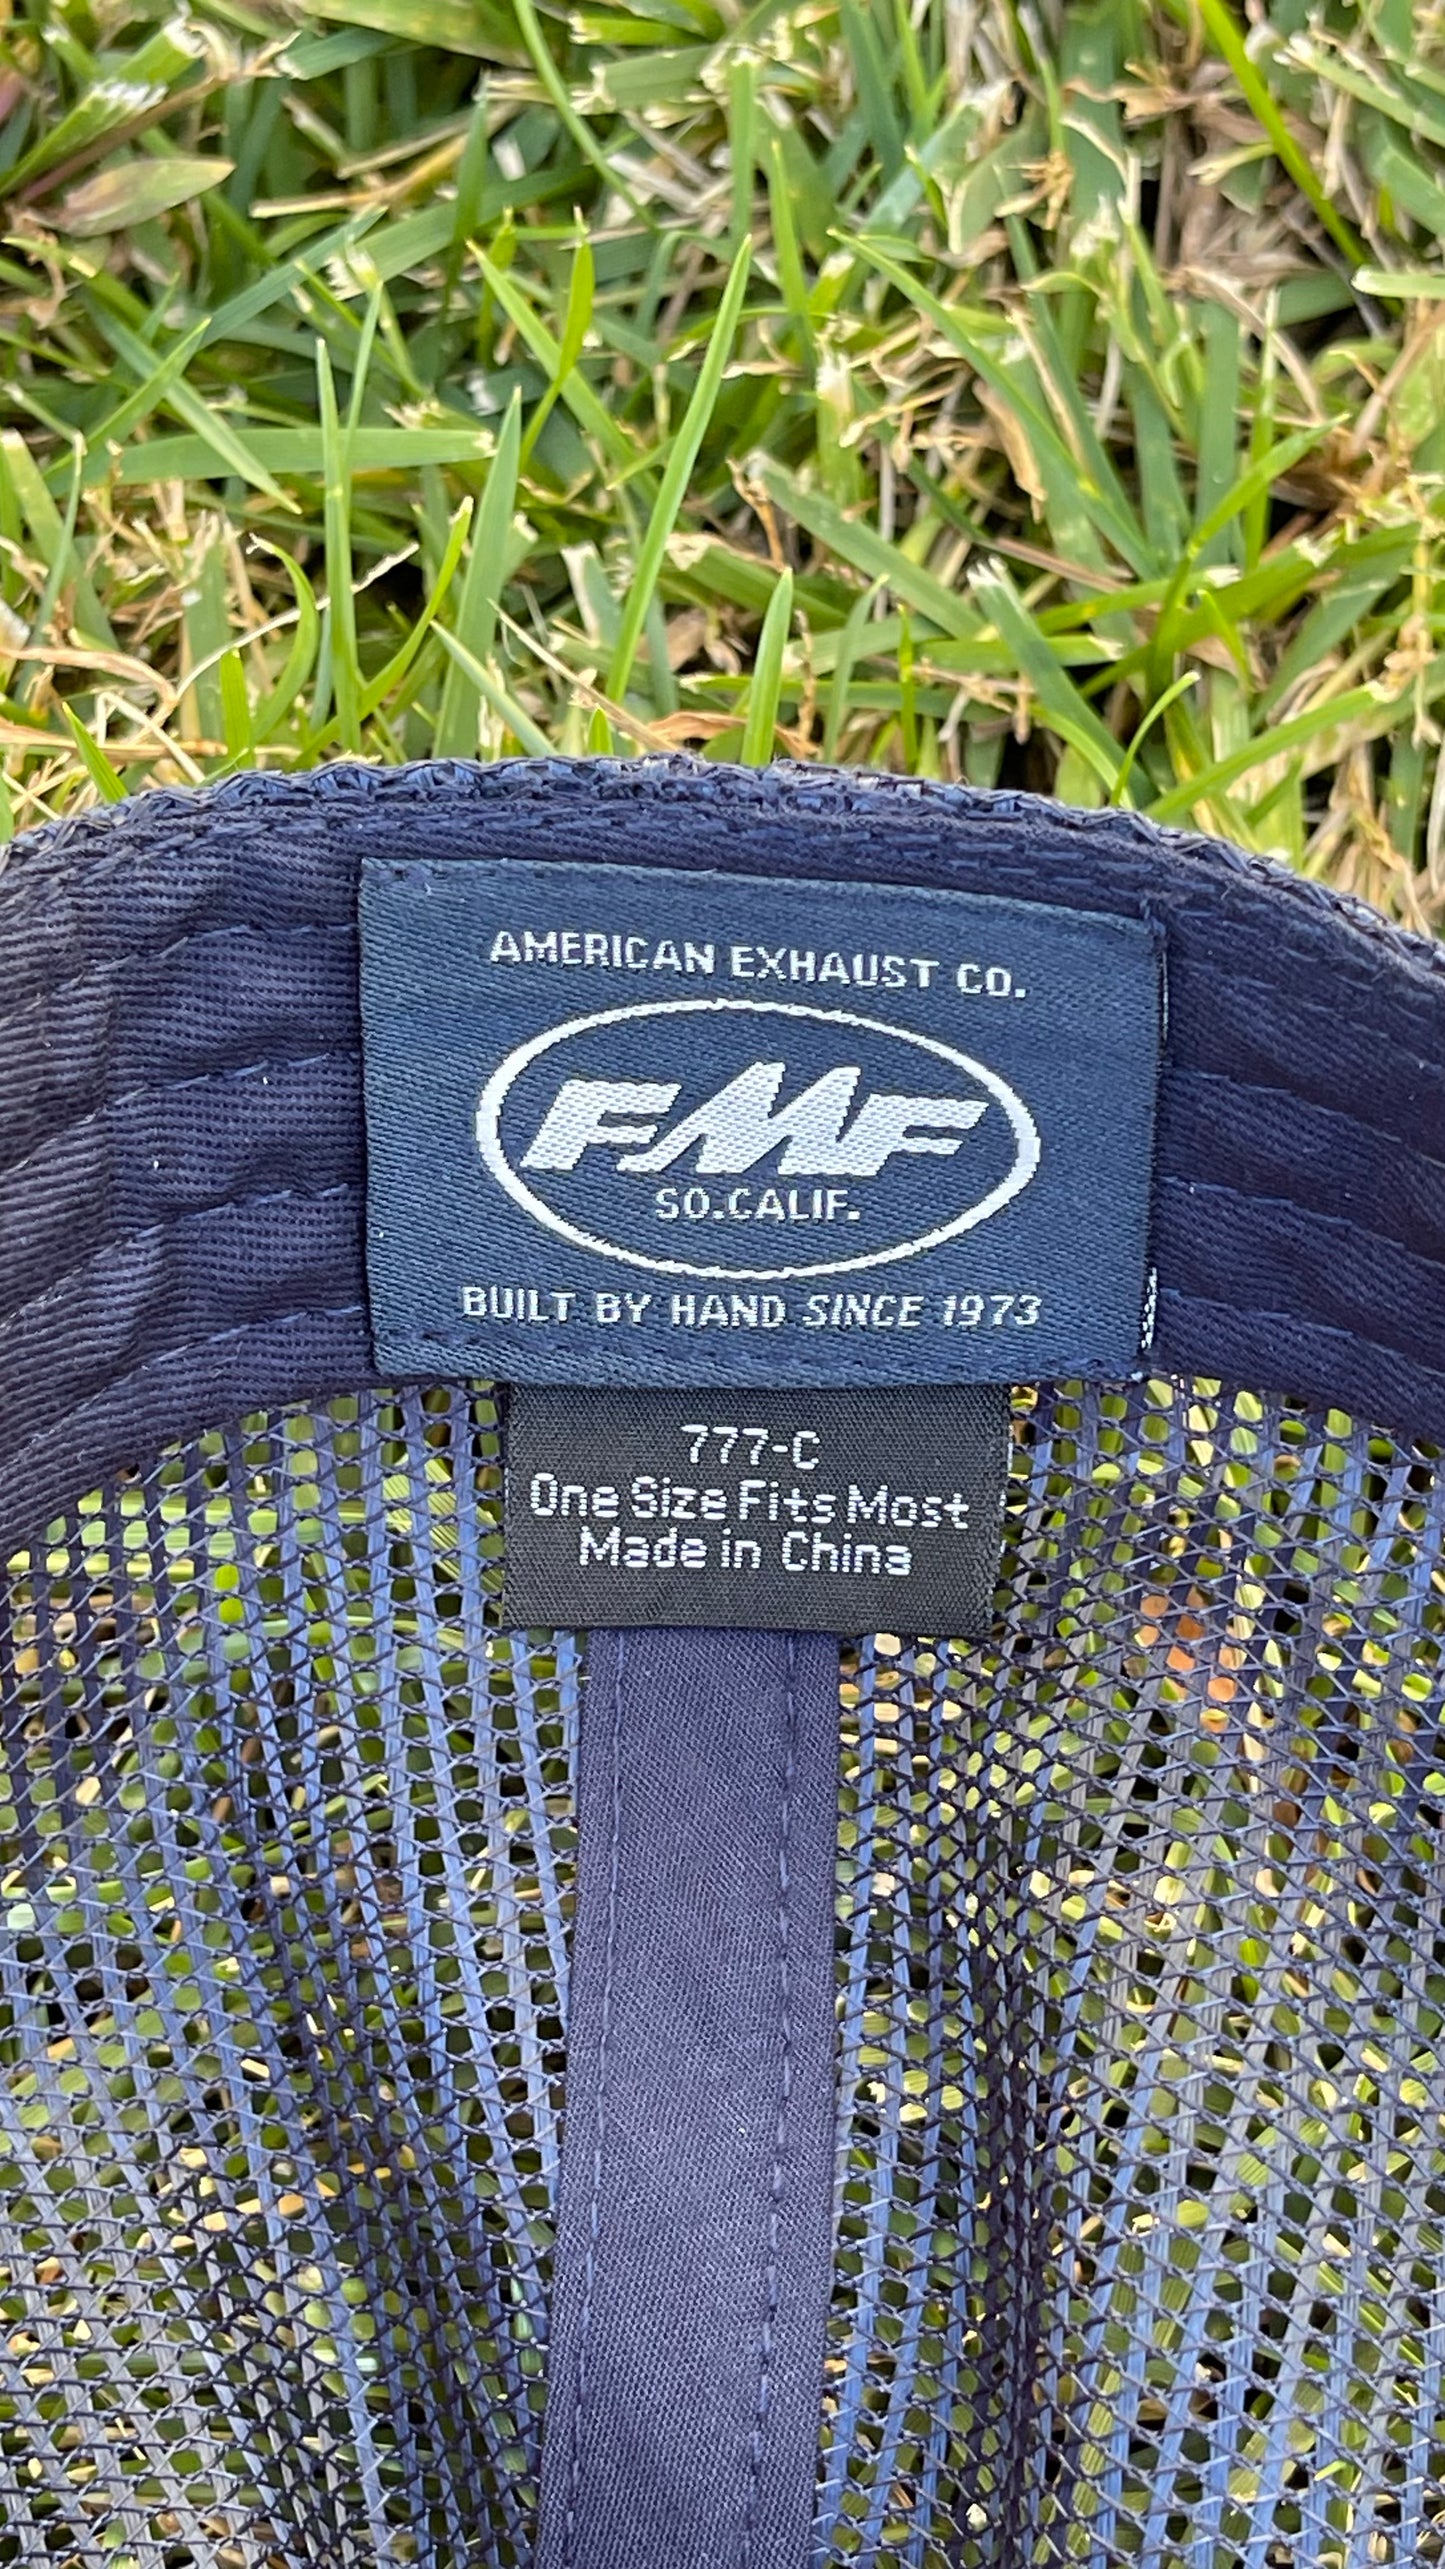 AMERICAN EXHAUST CO.
FMF
SO.CALIF.
BUILT BY HAND SINCE 1973
777-C
One Size Fits Most
Made in China